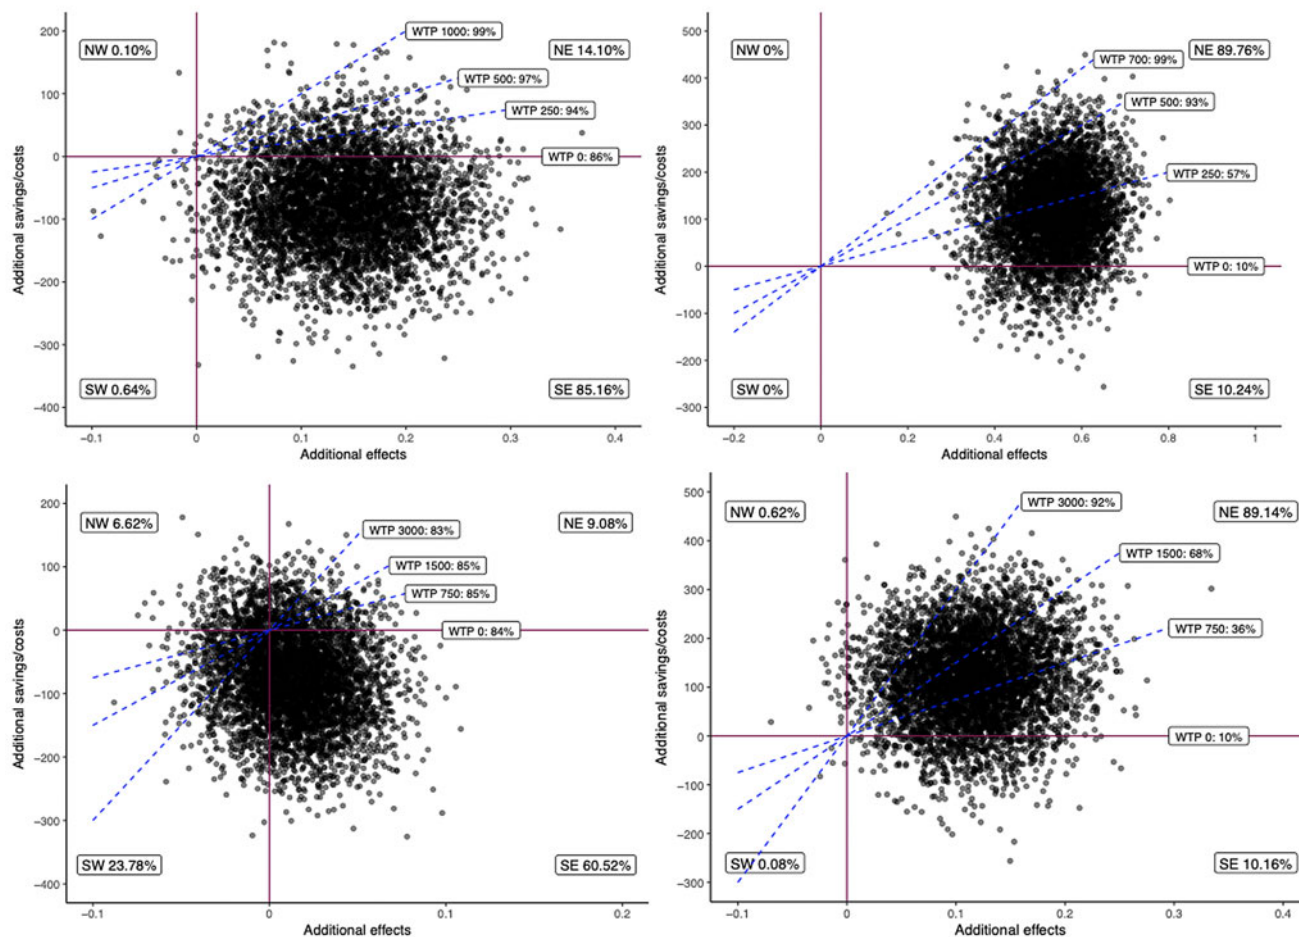 200
NW 0.10%
WTP 1000: 99%
NE 14.10%
100
WTP 500: 97%
WTP 250: 94%
0
WTP 0: 86%
−100
−200
−300
SW 0.64%
SE 85.16%
−400
−0.1 0 0.1 0.2 0.3 0.4
Additional effects
Additional savings/costs
500
NW 0%
NE 89.76%
WTP 700: 99%
400
WTP 500: 93%
300
200
WTP 250: 57%
100
0
WTP 0: 10%
−100
−200
SW 0%
SE 10.24%
−300
−0.2 0 0.2 0.4 0.6 0.8 1
Additional effects
Additional savings/costs
200
NW 6.62%
WTP 3000: 83%
NE 9.08%
100
WTP 1500: 85%
WTP 750: 85%
0
WTP 0: 84%
−100
−200
−300
SW 23.78%
SE 60.52%
−400
−0.1 0 0.1 0.2
Additional effects
Additional savings/costs
500
NW 0.62%
WTP 3000: 92%
NE 89.14%
400
WTP 1500: 68%
300
200
WTP 750: 36%
100
0
WTP 0: 10%
−100
−200
SW 0.08%
SE 10.16%
−300
−0.1 0 0.1 0.2 0.3 0.4
Additional effects
Additional savings/costs